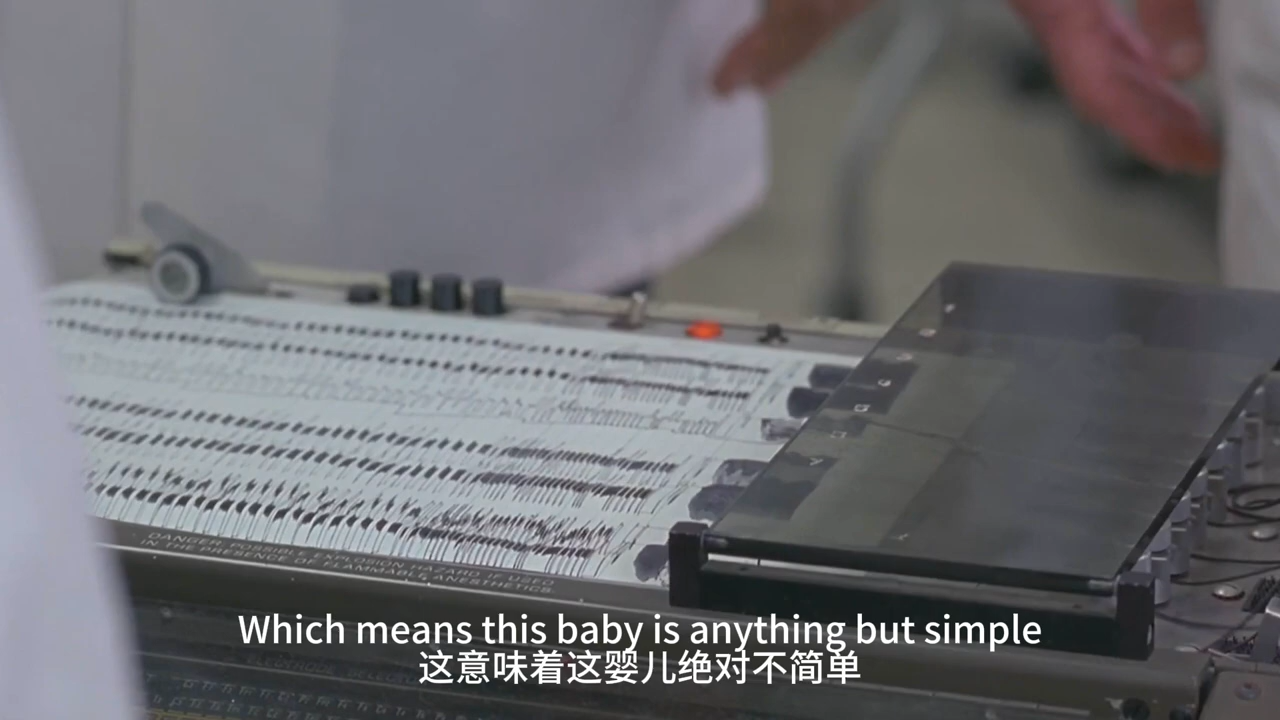 DANGER: POSSIBLE EXPLOSION HAZARD IF USED
IN THE PRESENCE OF FLAMMABLE ANESTHETICS.
Which means this baby is anything but simple
这意味着这婴儿绝对不简单